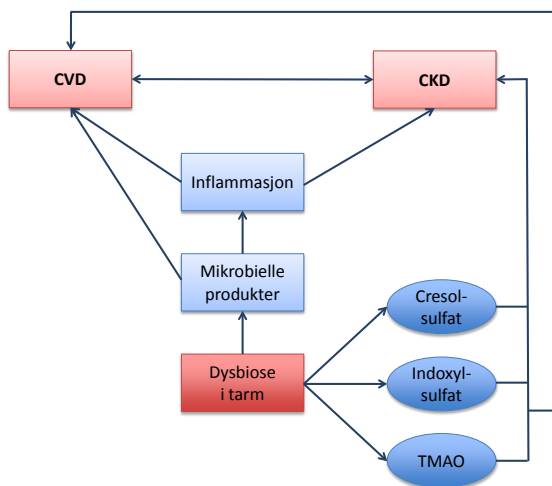 CVD
CKD
Inflammasjon
Mikrobielle
produkter
Cresol-
sulfat
Dysbiose
i tarm
Indoxyl-
sulfat
TMAO